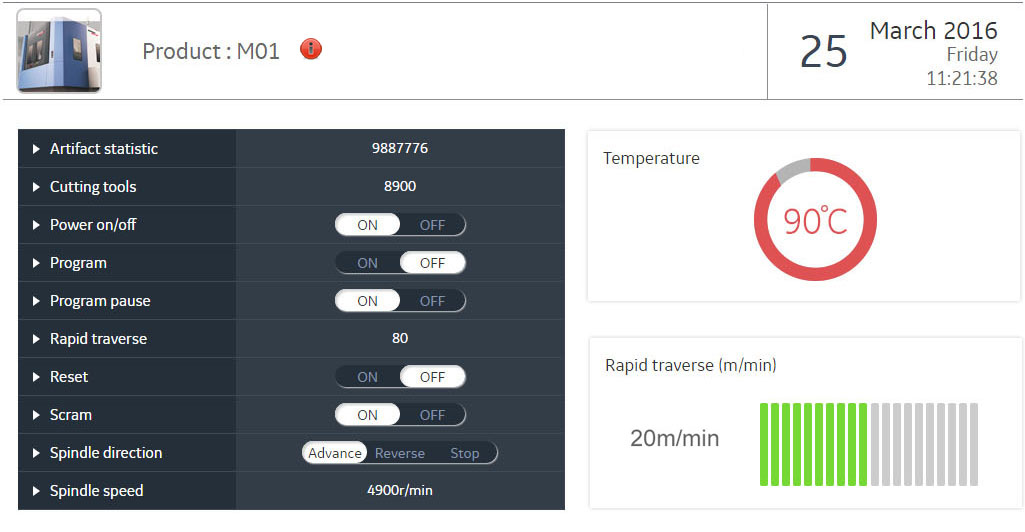 Product : M01
25
March 2016
Friday
11:21:38
Artifact statistic 9887776
Cutting tools 8900
Power on/off ON OFF
Program ON OFF
Program pause ON OFF
Rapid traverse 80
Reset ON OFF
Scram ON OFF
Spindle direction Advance Reverse Stop
Spindle speed 4900r/min
Temperature
90°C
Rapid traverse (m/min)
20m/min